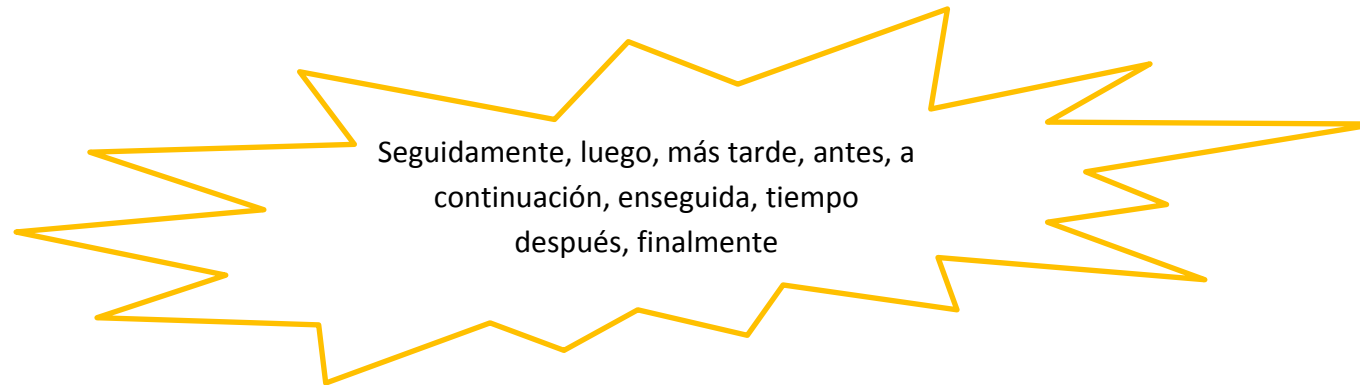 Seguidamente, luego, más tarde, antes, a
continuación, enseguida, tiempo
después, finalmente